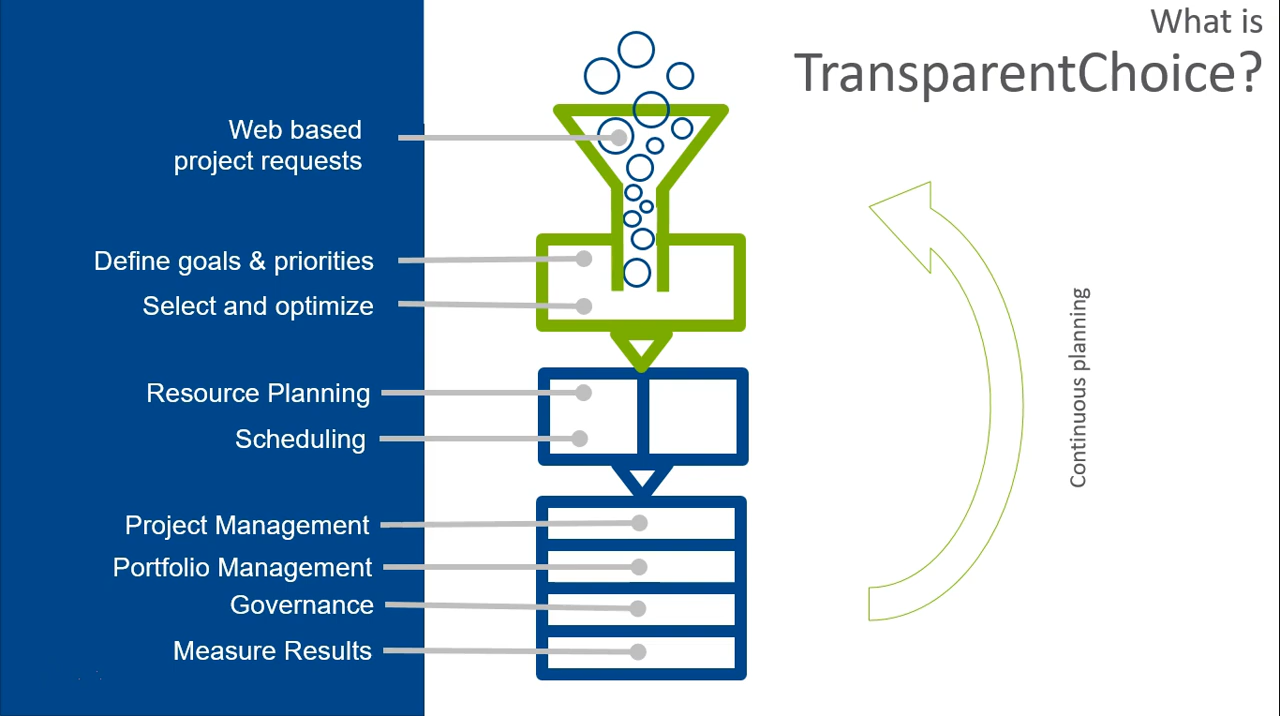 What is
TransparentChoice?
Web based
project requests
Define goals & priorities
Select and optimize
Resource Planning
Scheduling
Project Management
Portfolio Management
Governance
Measure Results
Continuous planning